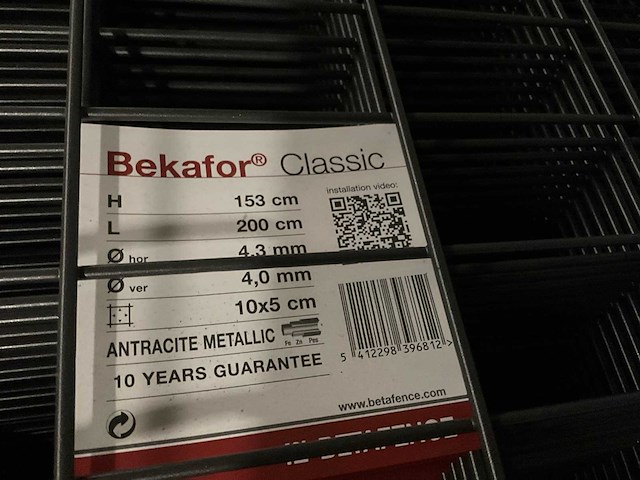 Bekafor® Classic
installation video:
H 153 cm
L 200 cm
Ø hor 4,3 mm
Ø ver 4,0 mm
10x5 cm
ANTRACITE METALLIC
Fe Zn Pes
10 YEARS GUARANTEE
5 412298 396812 >
www.betafence.com
BETAFENCE